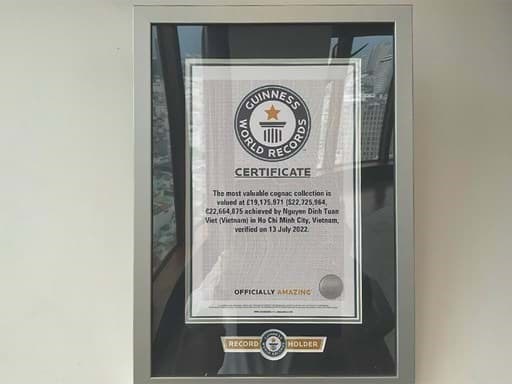 GUINNESS
WORLD RECORDS
CERTIFICATE
The most valuable cognac collection is
valued at £19,175,971 ($22,725,964,
€22,664,075 achieved by Nguyen Dinh Tuan
Viet (Vietnam) in Ho Chi Minh City, Vietnam,
verified on 13 July 2022.
OFFICIALLY AMAZING
RECORD
HOLDER